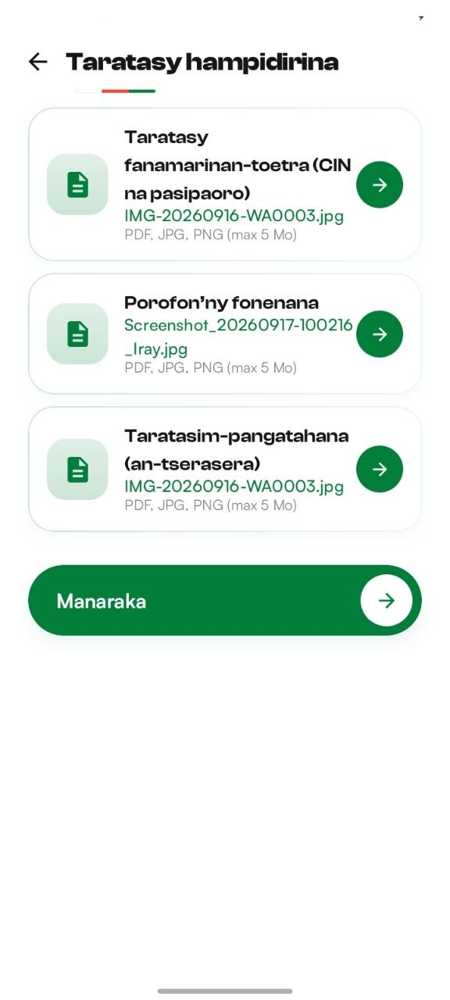 Taratasy hampidirina
Taratasy
fanamarinan-toetra (CIN
na pasipaoro)
IMG-20260916-WA0003.jpg
PDF, JPG, PNG (max 5 Mo)
Porofon’ny fonenana
Screenshot_20260917-100216
_Iray.jpg
PDF, JPG, PNG (max 5 Mo)
Taratasim-pangatahana
(an-tserasera)
IMG-20260916-WA0003.jpg
PDF, JPG, PNG (max 5 Mo)
Manaraka